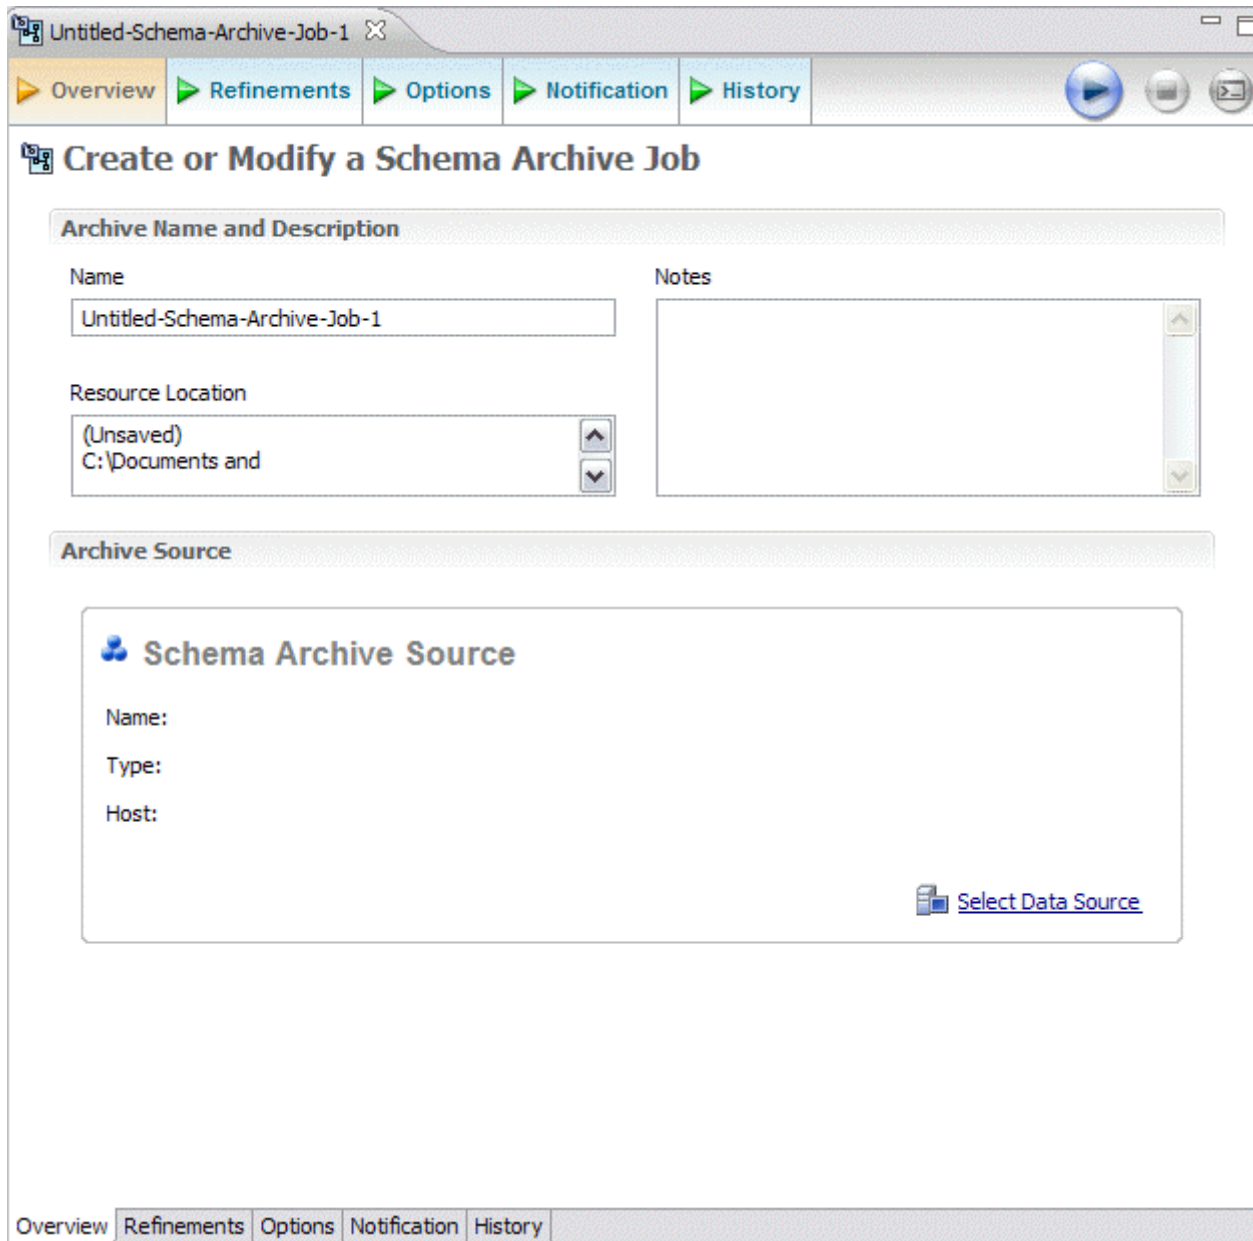 Untitled-Schema-Archive-Job-1
Overview Refinements Options Notification History
Create or Modify a Schema Archive Job
Archive Name and Description
Name
Untitled-Schema-Archive-Job-1
Notes
Resource Location
(Unsaved)
C:\Documents and
Archive Source
Schema Archive Source
Name:
Type:
Host:
Select Data Source
Overview Refinements Options Notification History